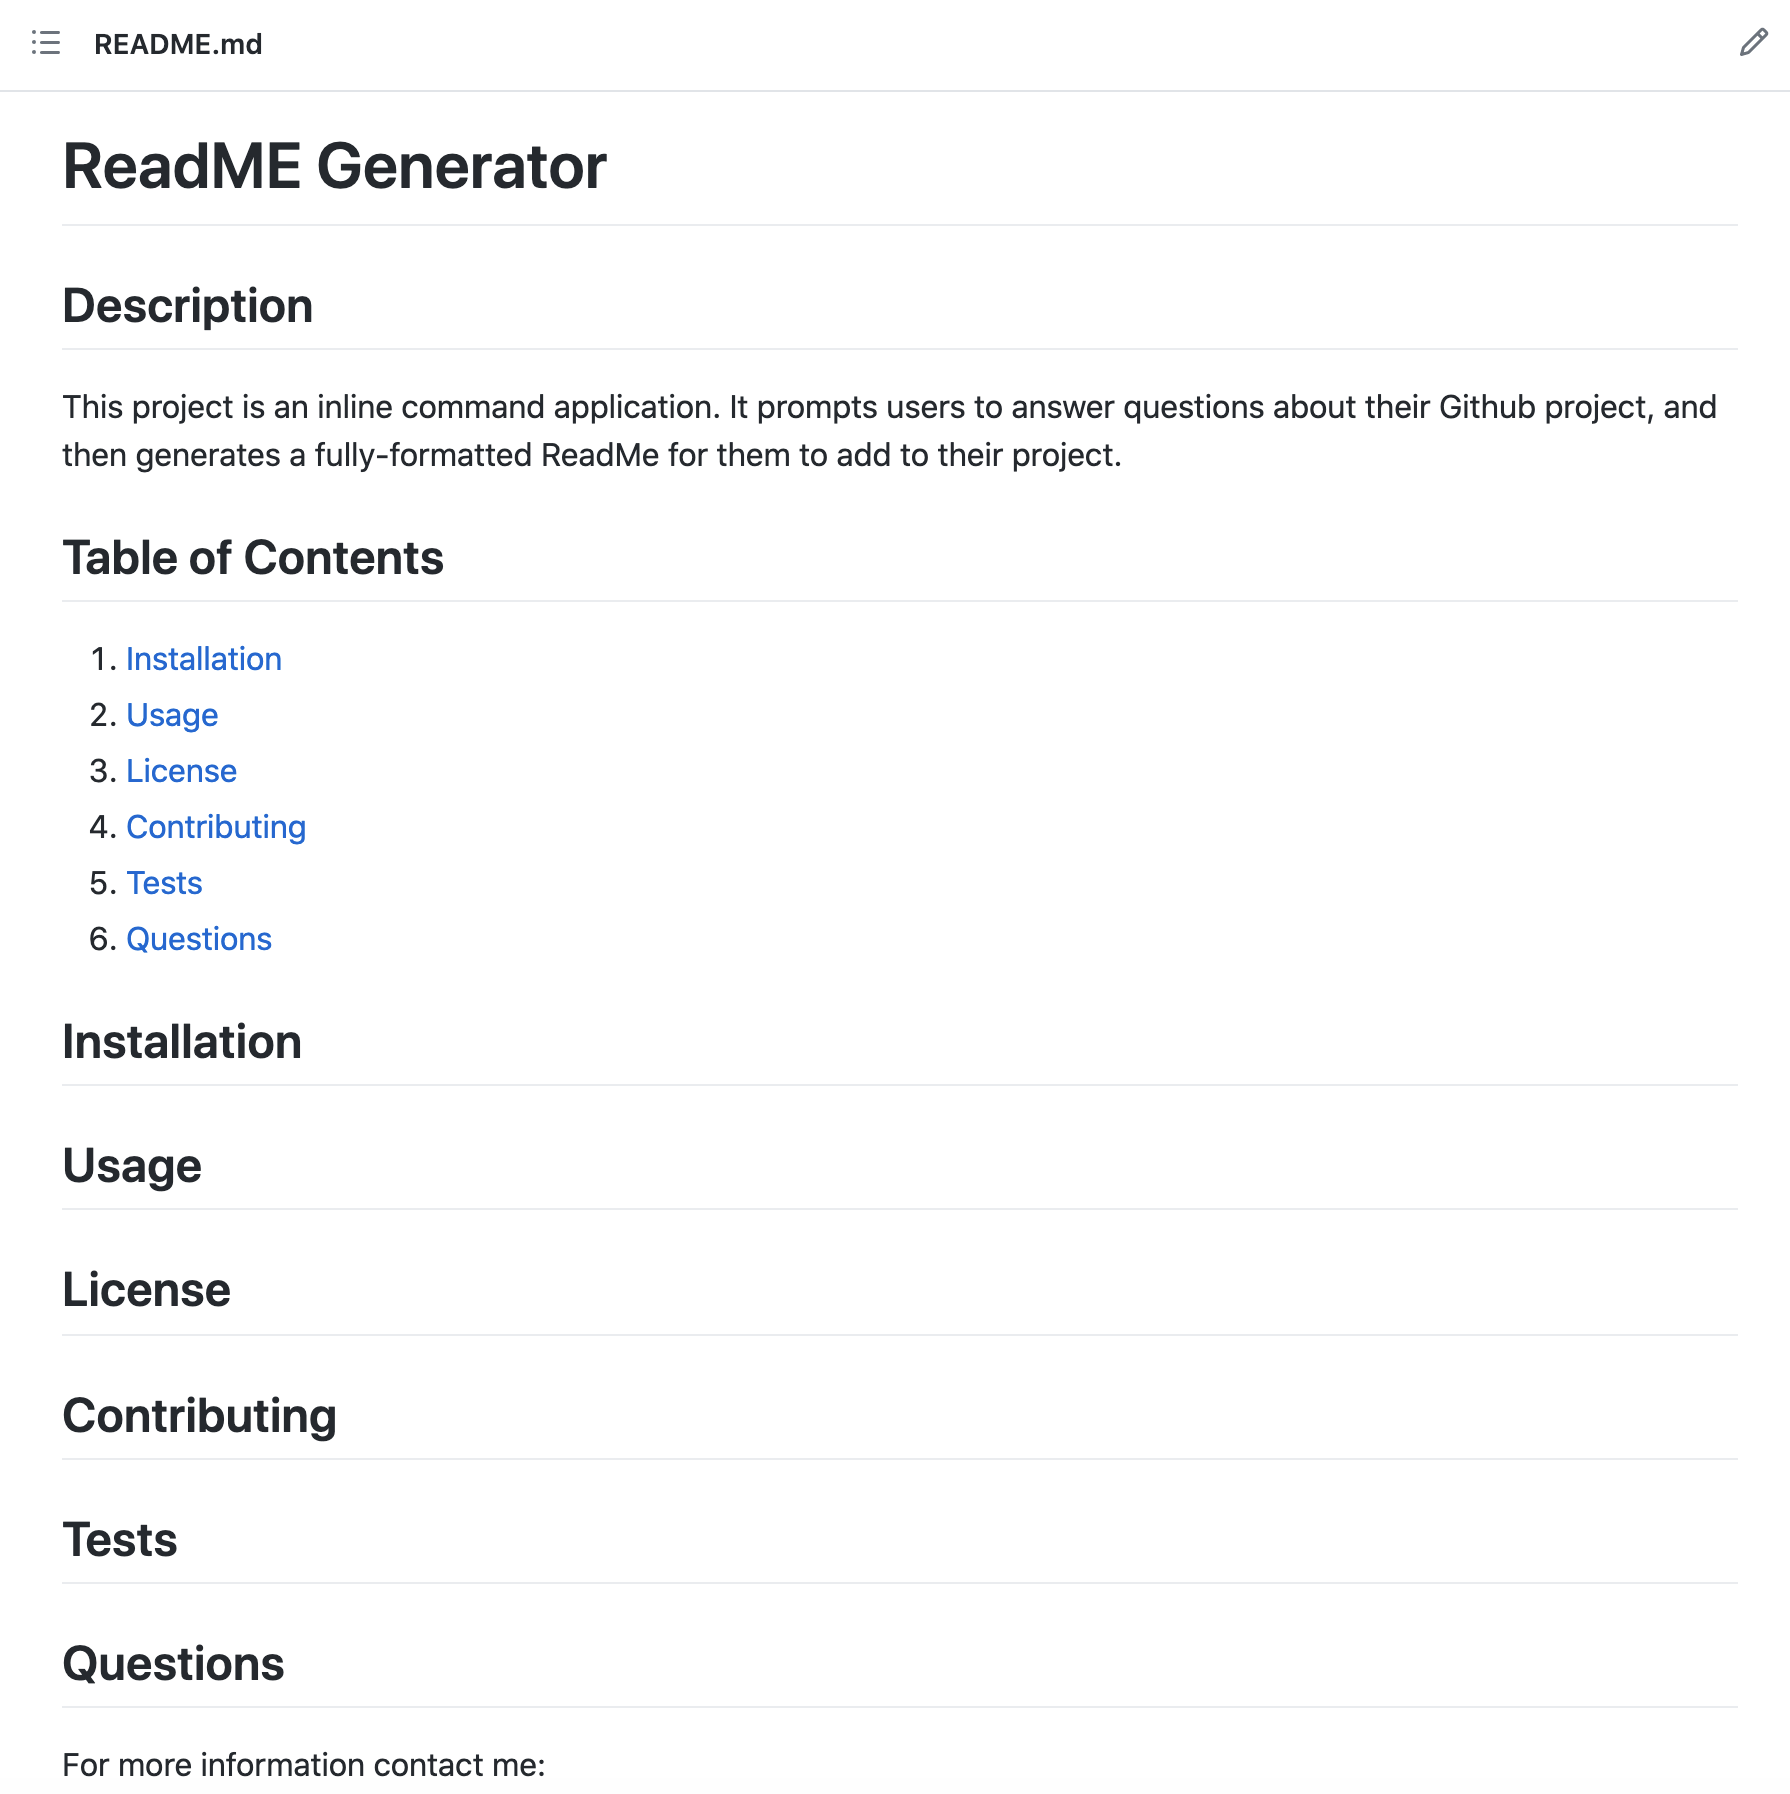 README.md
ReadME Generator
Description
This project is an inline command application. It prompts users to answer questions about their Github project, and
then generates a fully-formatted ReadMe for them to add to their project.
Table of Contents
1. Installation
2. Usage
3. License
4. Contributing
5. Tests
6. Questions
Installation
Usage
License
Contributing
Tests
Questions
For more information contact me: